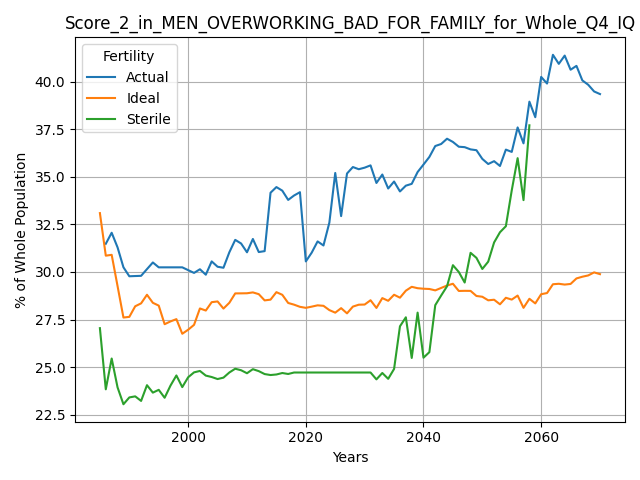 Score_2_in_MEN_OVERWORKING_BAD_FOR_FAMILY_for_Whole_Q4_IQ
Fertility
Actual
Ideal
Sterile
% of Whole Population
40.0
37.5
35.0
32.5
30.0
27.5
25.0
22.5
2000 2020 2040 2060
Years